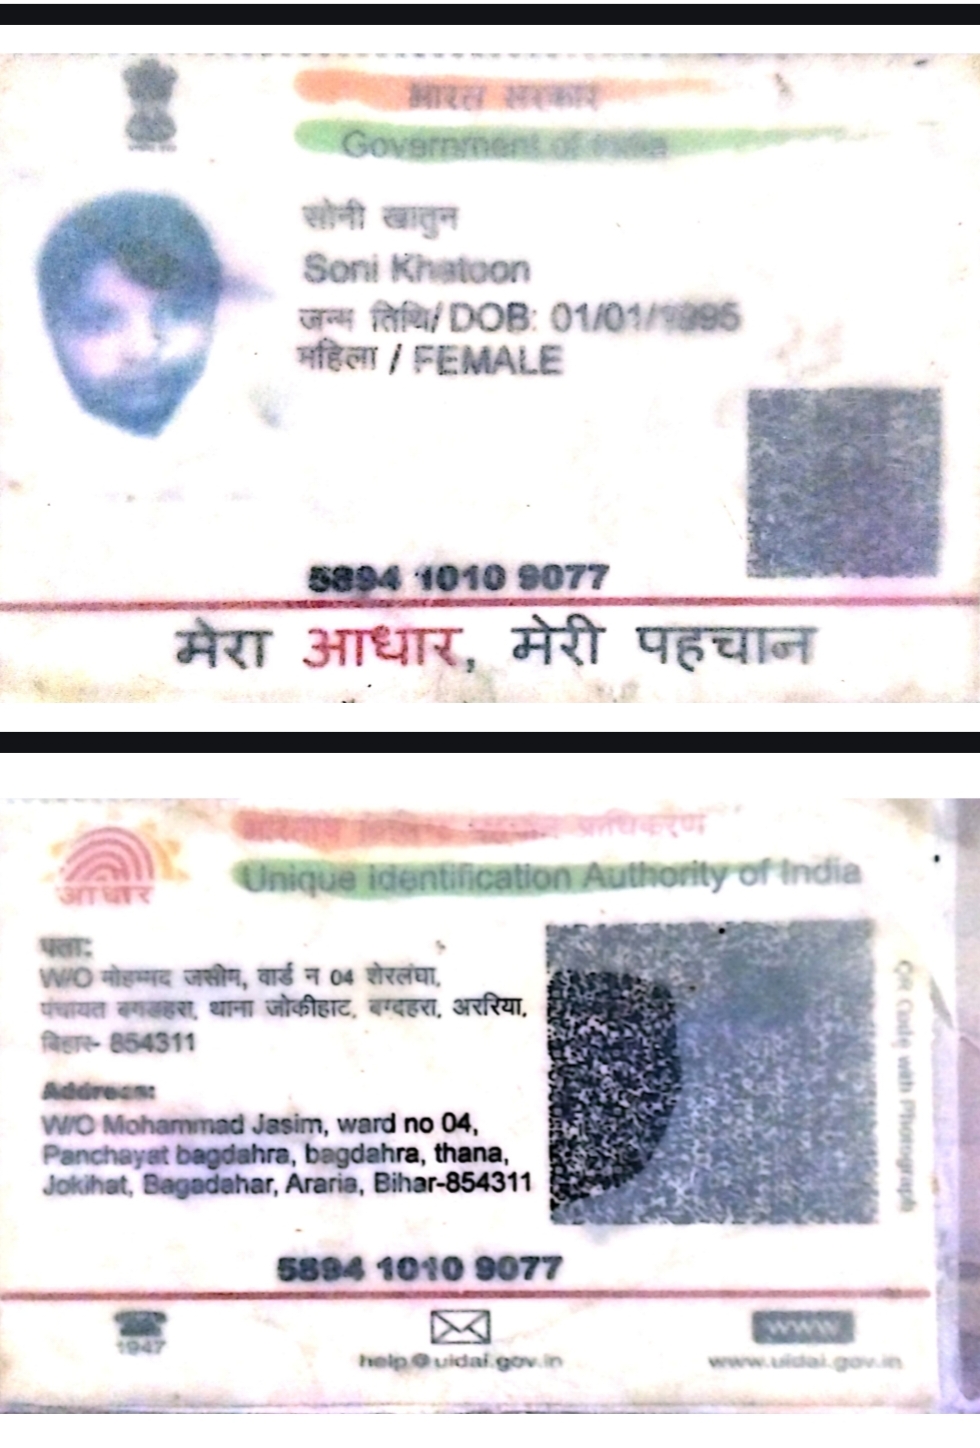 भारत सरकार
Government of India
सोनी खातुन
Soni Khatoon
जन्म तिथि/ DOB: 01/01/1995
महिला / FEMALE
5894 1010 9077
मेरा आधार, मेरी पहचान
प्राधिकरण
आधार
Unique identification Authority of India
पता:
W/O मोहम्मद जसीम, वार्ड न 04 शेरलंघा,
पंचायत थाना जोकीहाट, बग्दहरा, अररिया,
बिहार- 854311
Address:
W/O Mohammad Jasim, ward no 04,
Panchayat bagdahra, bagdahra, thana,
Jokihat, Bagadahar, Araria, Bihar-854311
QR Code with Photograph
5894 1010 9077
1947
help@uidai.gov.in
www
www.uidai.gov.in